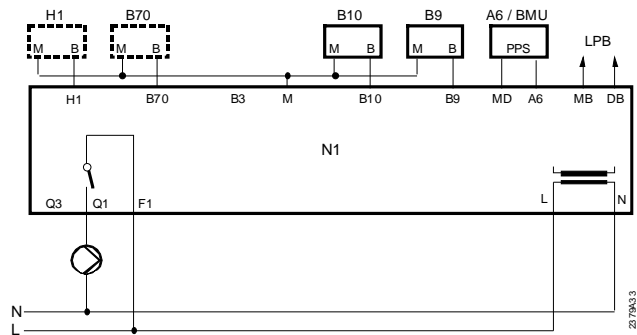 H1 B70 B10 B9 A6 / BMU
LPB
M B M B M B M B PPS
H1 B70 B3 M B10 B9 MD A6 MB DB
N1
L N
Q3 Q1 F1
N
L
2379A33